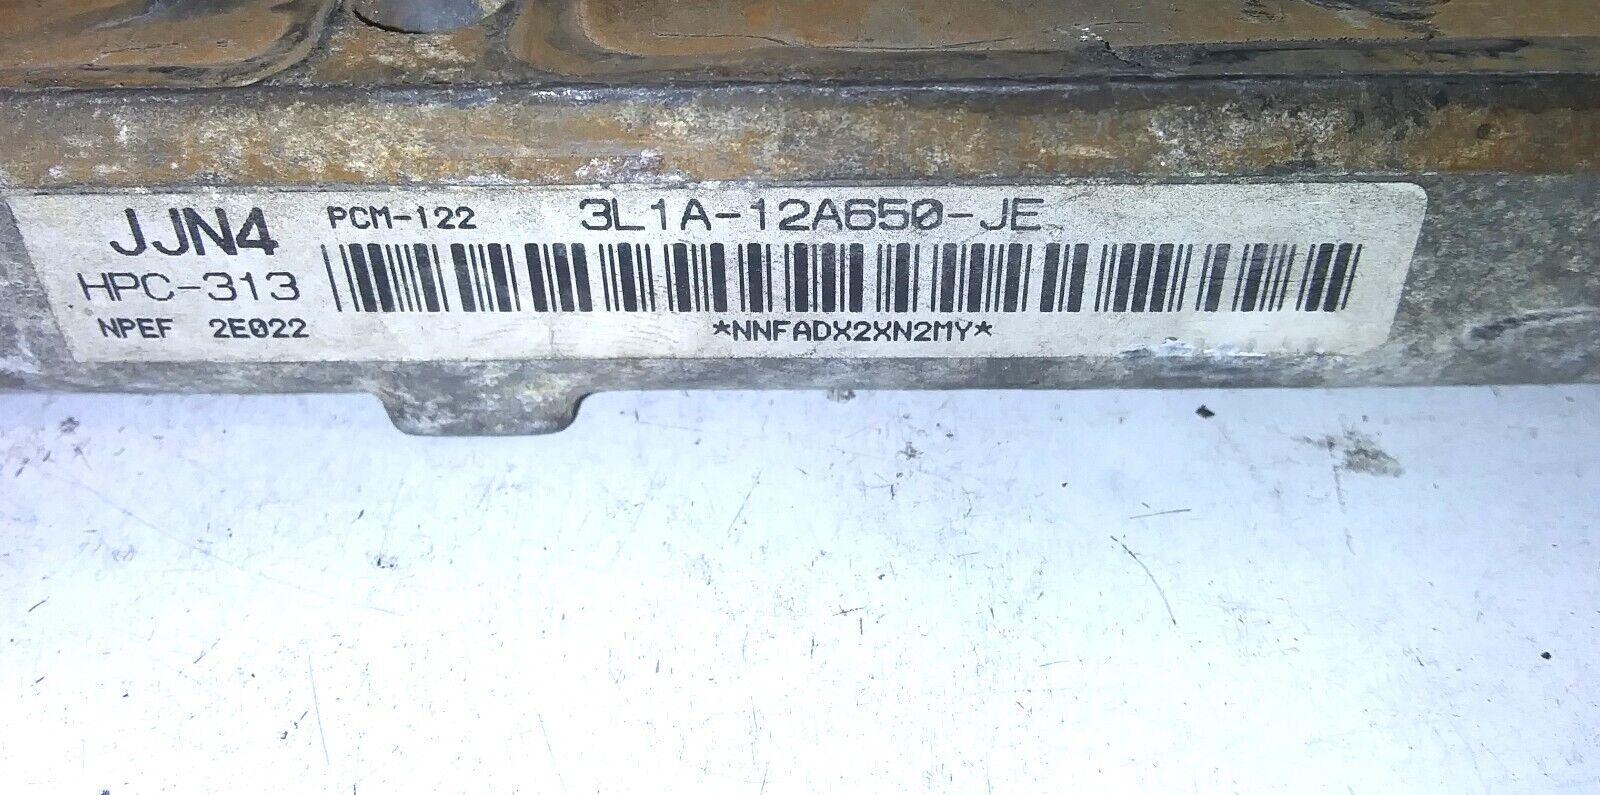 JJN4 PCM-122 3L1A-12A650-JE
HPC-313
NPEF 2E022 *NNFADX2XN2MY*